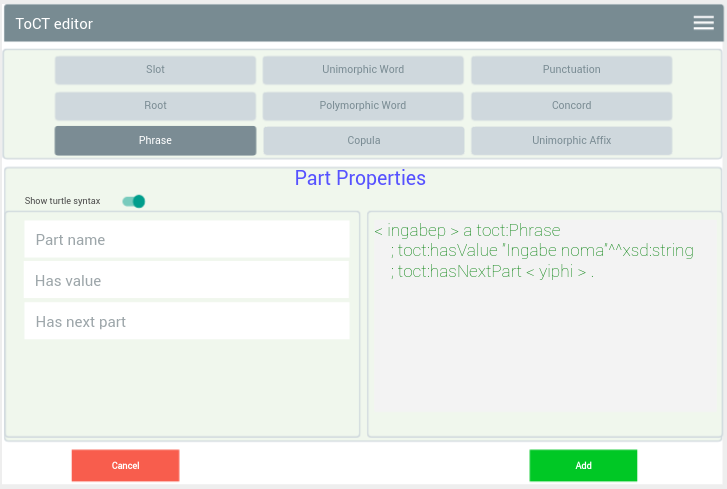 ToCT editor
Slot
Unimorphic Word
Punctuation
Root
Polymorphic Word
Concord
Phrase
Copula
Unimorphic Affix
Part Properties
Show turtle syntax
Part name
Has value
Has next part
< ingabep > a toct:Phrase
; toct:hasValue "Ingabe noma"^^xsd:string
; toct:hasNextPart < yiphi > .
Cancel
Add